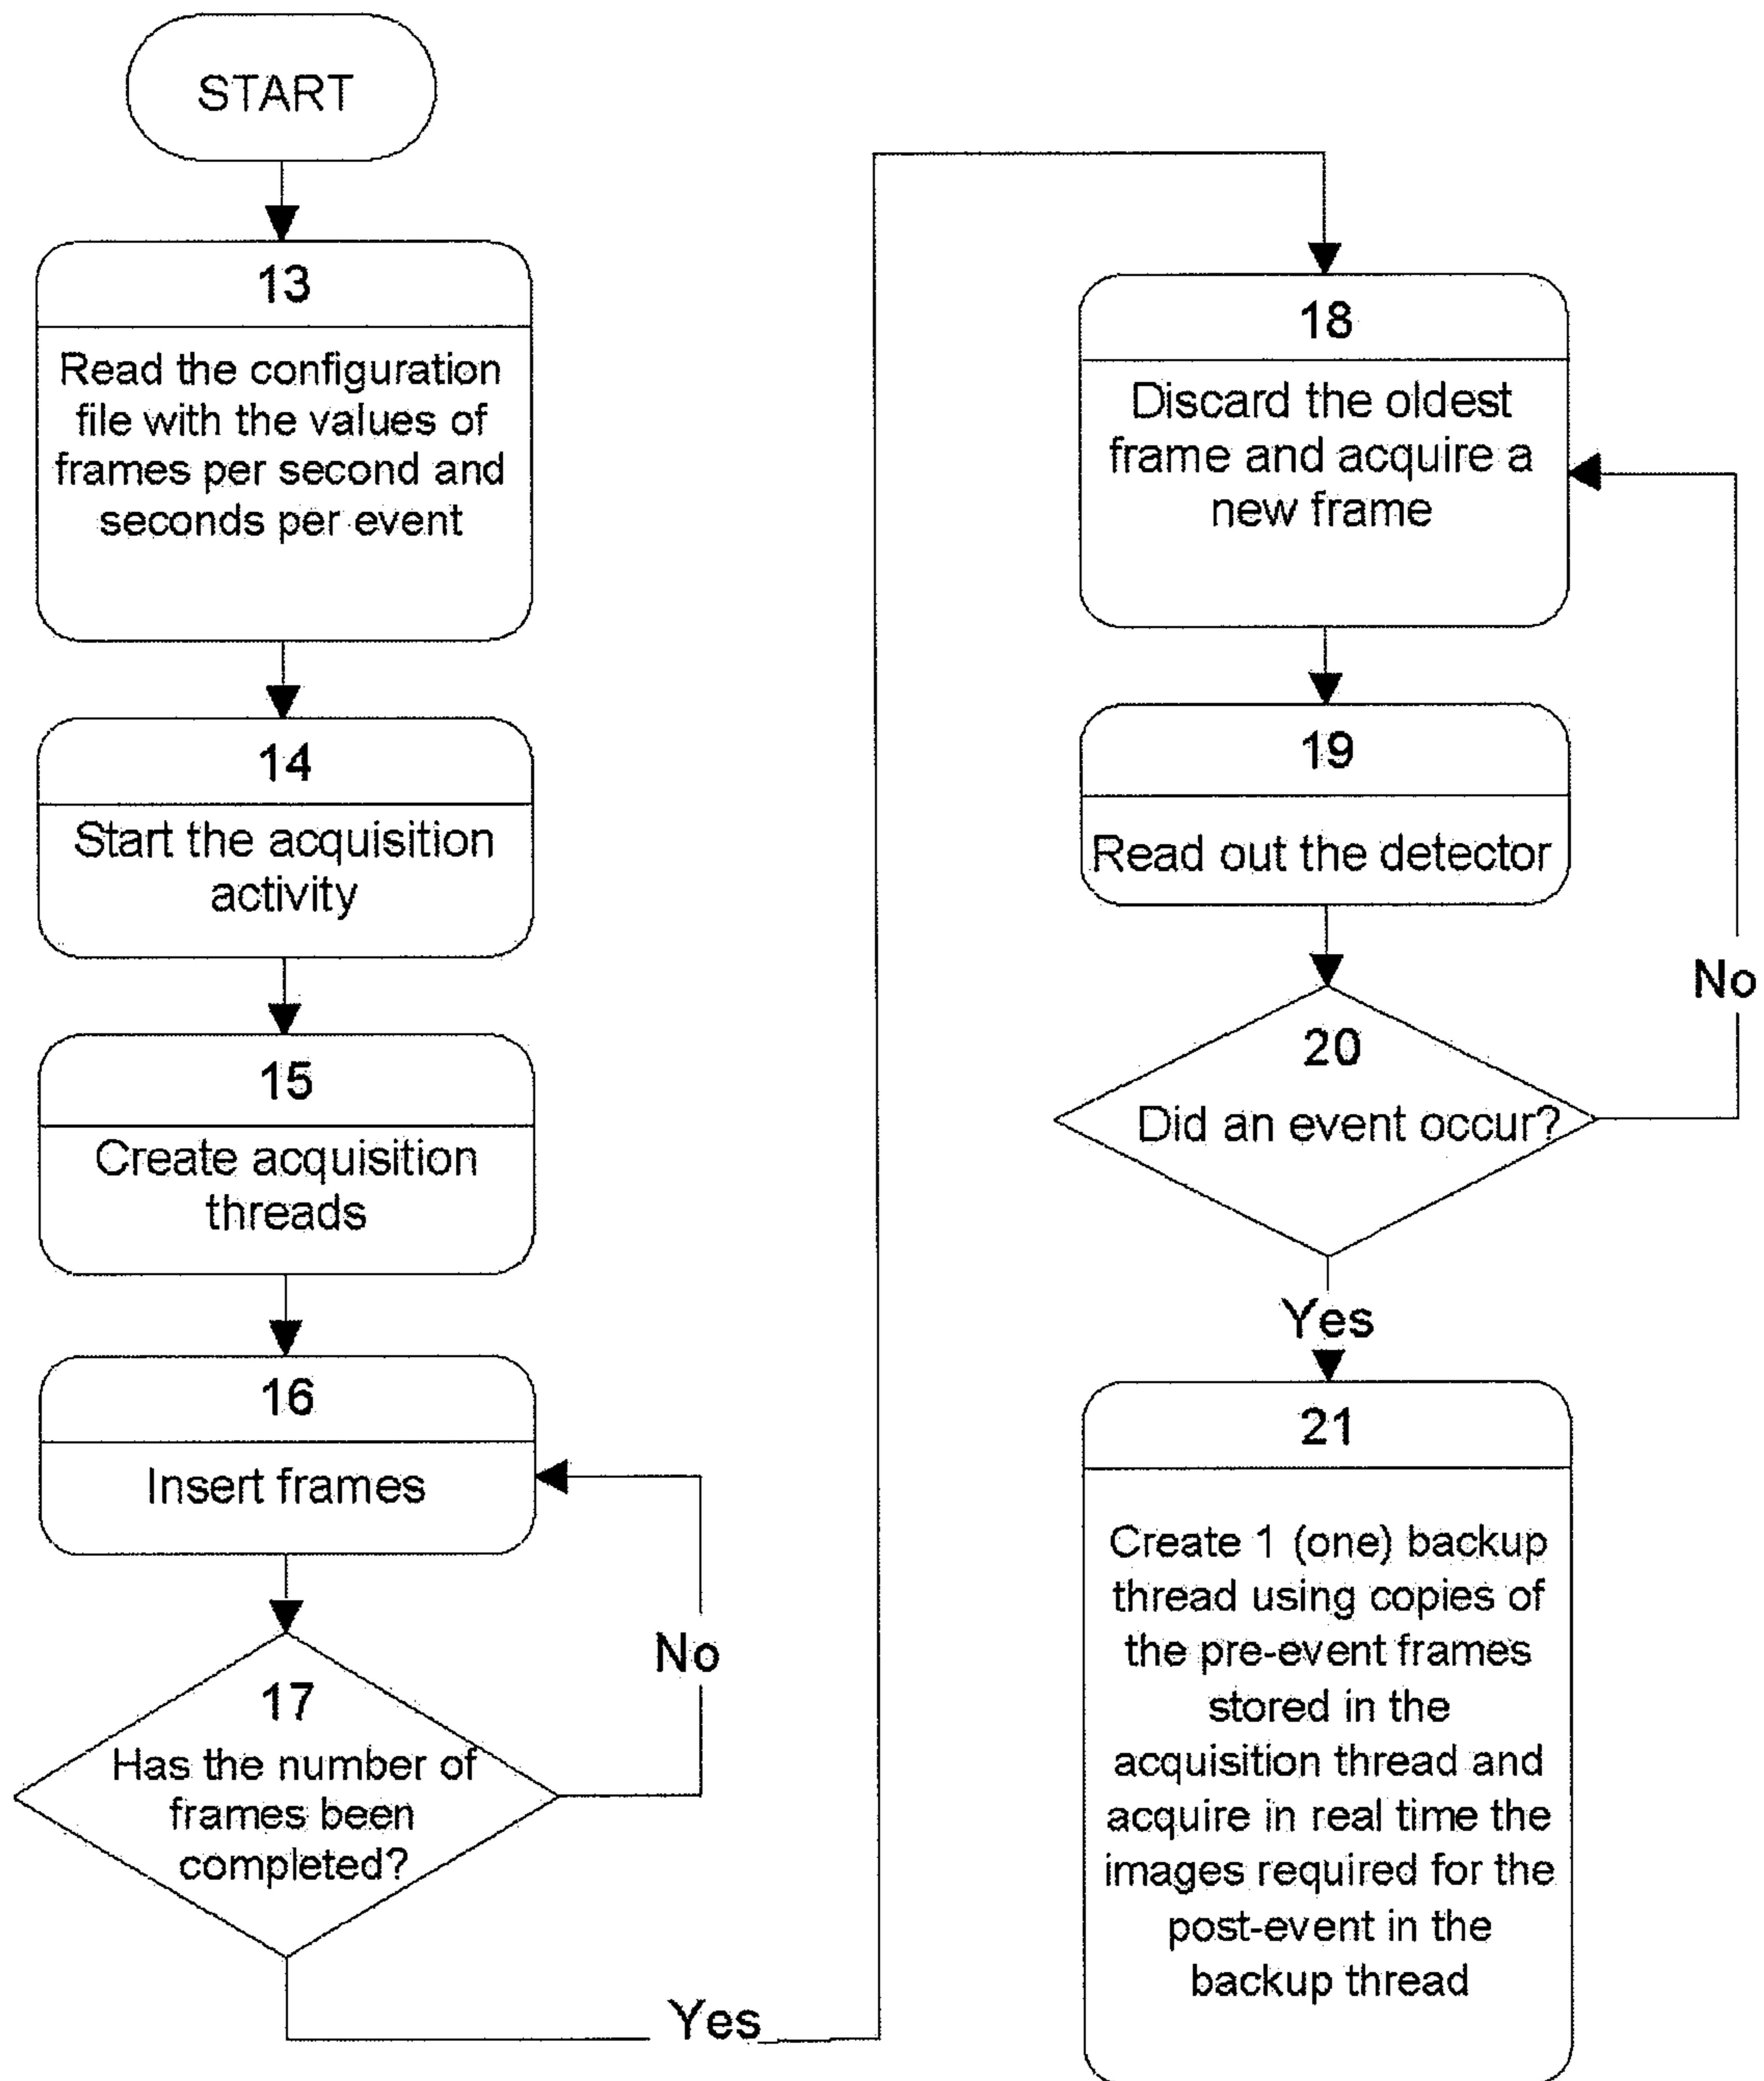 START
13
Read the configuration
file with the values of
frames per second and
seconds per event
14
Start the acquisition
activity
15
Create acquisition
threads
16
Insert frames
No
17
Has the number of
frames been
completed?
Yes
18
Discard the oldest
frame and acquire a
new frame
19
Read out the detector
No
20
Did an event occur?
Yes
21
Create 1 (one) backup
thread using copies of
the pre-event frames
stored in the
acquisition thread and
acquire in real time the
images required for the
post-event in the
backup thread